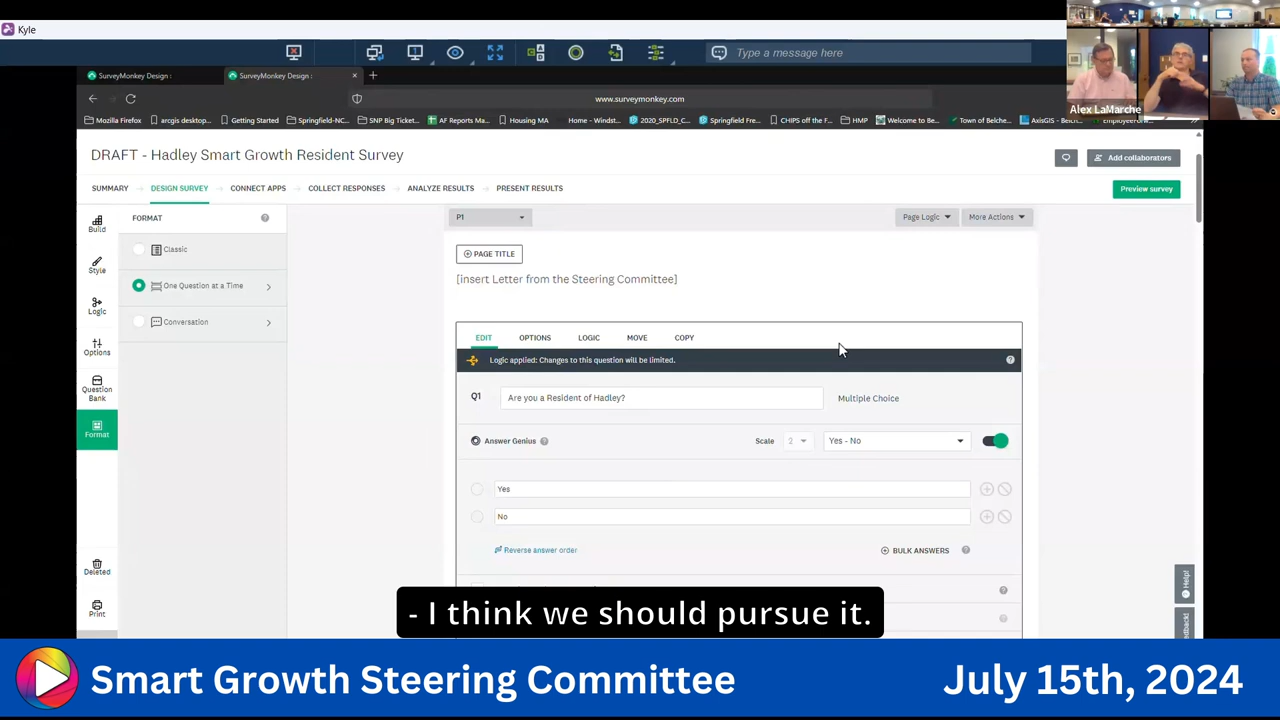 Kyle
Type a message here
Alex LaMarche
SurveyMonkey Design :
SurveyMonkey Design :
www.surveymonkey.com
Mozilla Firefox
arcgis desktop...
Getting Started
Springfield-NC...
SNP Big Ticket...
AF Reports Ma...
Housing MA
Home - Windst...
2020_SPFLD_C...
Springfield Fre...
CHIPS off the F...
HMP
Welcome to Be...
Town of Belche...
AxisGIS - Belch...
DRAFT - Hadley Smart Growth Resident Survey
Add collaborators
SUMMARY
DESIGN SURVEY
CONNECT APPS
COLLECT RESPONSES
ANALYZE RESULTS
PRESENT RESULTS
Preview survey
Build
Style
Logic
Options
Question
Bank
Format
Deleted
Print
FORMAT
Classic
One Question at a Time
Conversation
P1
Page Logic
More Actions
PAGE TITLE
[insert Letter from the Steering Committee]
EDIT
OPTIONS
LOGIC
MOVE
COPY
Logic applied: Changes to this question will be limited.
Q1
Are you a Resident of Hadley?
Multiple Choice
Answer Genius
Scale
2
Yes - No
Yes
No
Reverse answer order
BULK ANSWERS
Help!
- I think we should pursue it.
Smart Growth Steering Committee
July 15th, 2024